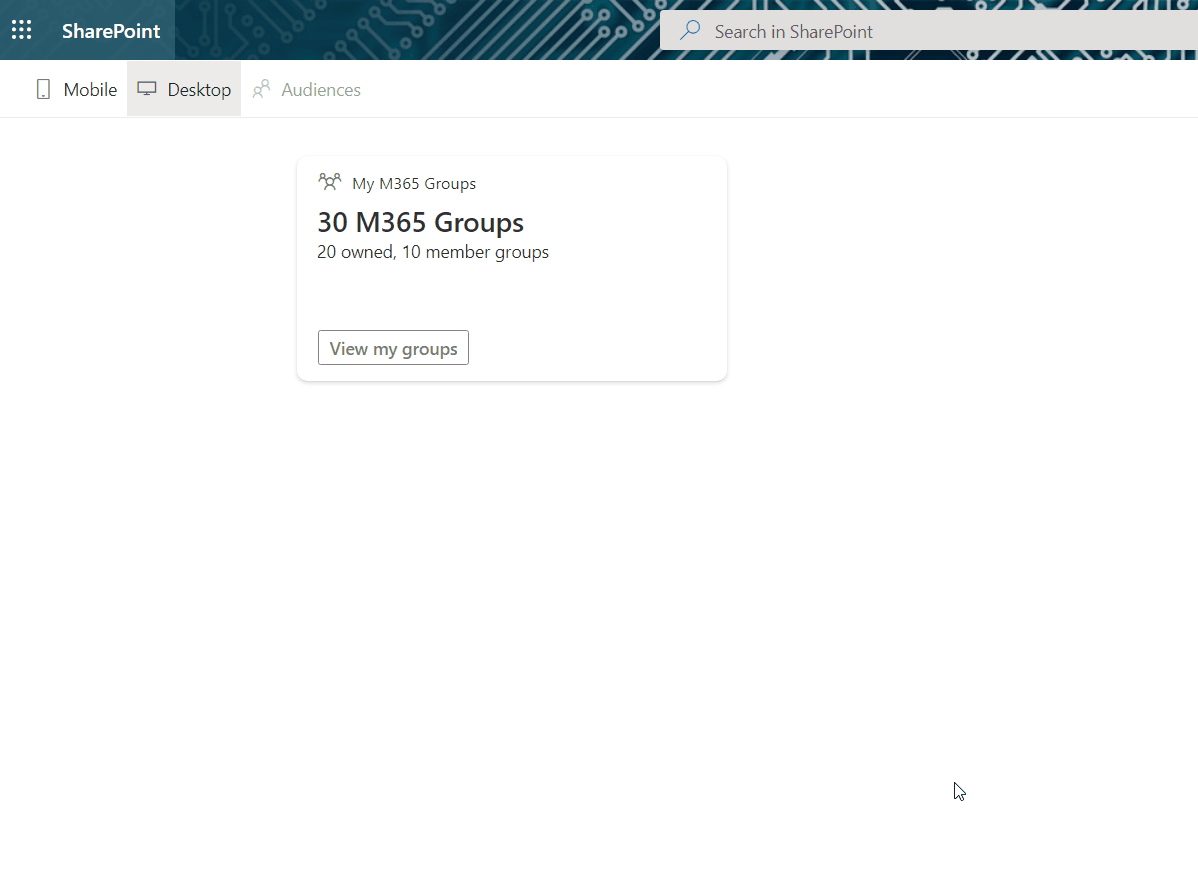 SharePoint
Search in SharePoint
Mobile
Desktop
Audiences
My M365 Groups
30 M365 Groups
20 owned, 10 member groups
View my groups